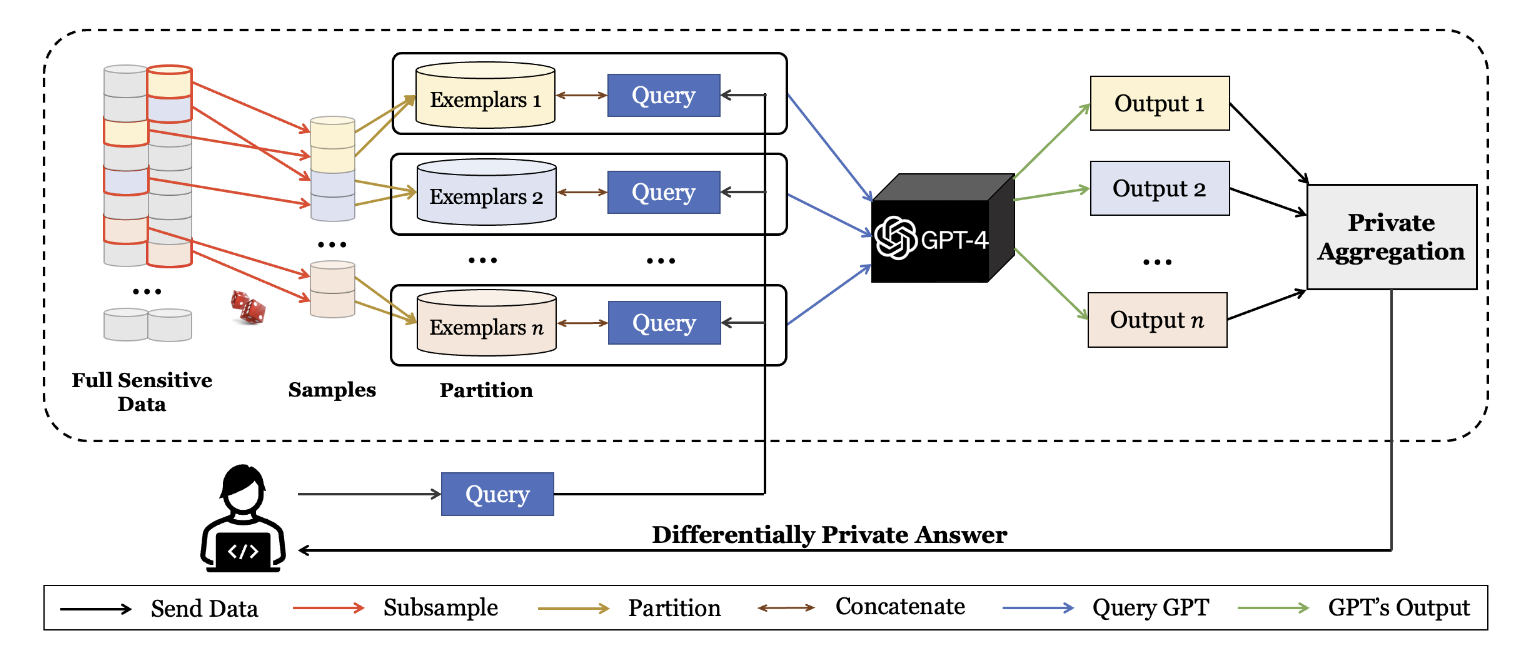 Exemplars 1
Query
Exemplars 2
Query
...
...
...
Exemplars n
Query
...
Full Sensitive
Data
Samples
Partition
GPT-4
Output 1
Output 2
...
Output n
Private
Aggregation
</>
Query
Differentially Private Answer
Send Data
Subsample
Partition
Concatenate
Query GPT
GPT’s Output